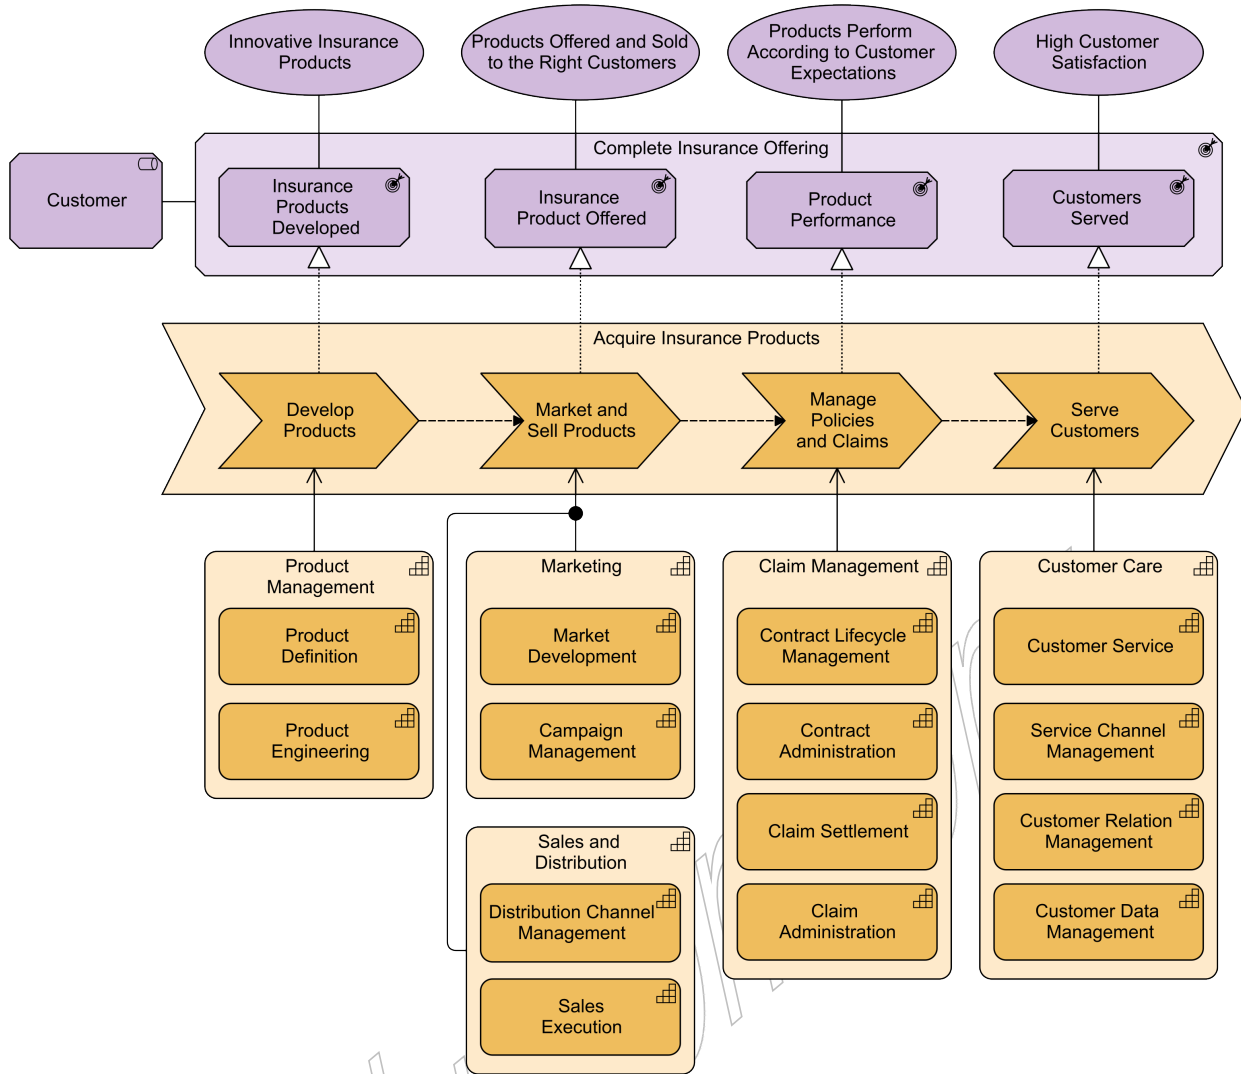 Innovative Insurance
Products
Products Offered and Sold
to the Right Customers
Products Perform
According to Customer
Expectations
High Customer
Satisfaction
Complete Insurance Offering
Customer
Insurance
Products
Developed
Insurance
Product Offered
Product
Performance
Customers
Served
Acquire Insurance Products
Develop
Products
Market and
Sell Products
Manage
Policies
and Claims
Serve
Customers
Product
Management
Product
Definition
Product
Engineering
Marketing
Market
Development
Campaign
Management
Sales and
Distribution
Distribution Channel
Management
Sales
Execution
Claim Management
Contract Lifecycle
Management
Contract
Administration
Claim Settlement
Claim
Administration
Customer Care
Customer Service
Service Channel
Management
Customer Relation
Management
Customer Data
Management